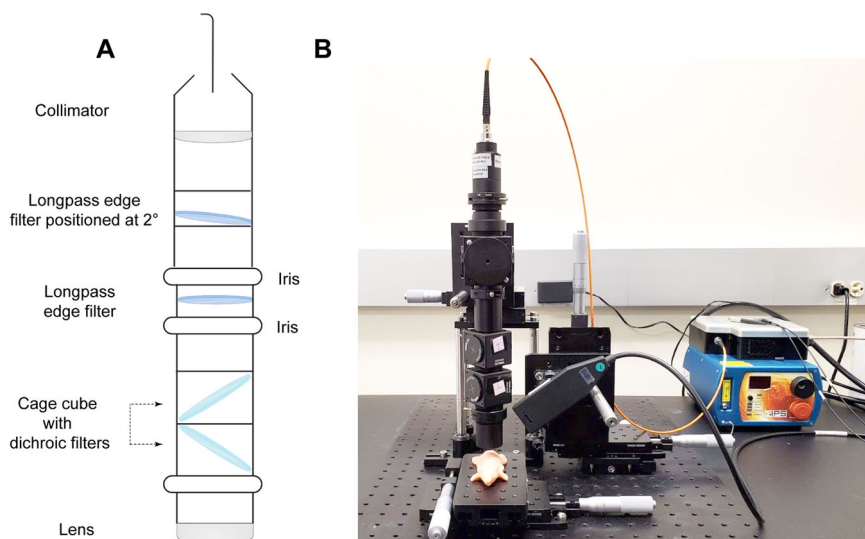 A
B
Collimator
Longpass edge
filter positioned at 2°
Iris
Longpass
edge filter
Iris
Cage cube
with
dichroic filters
Lens